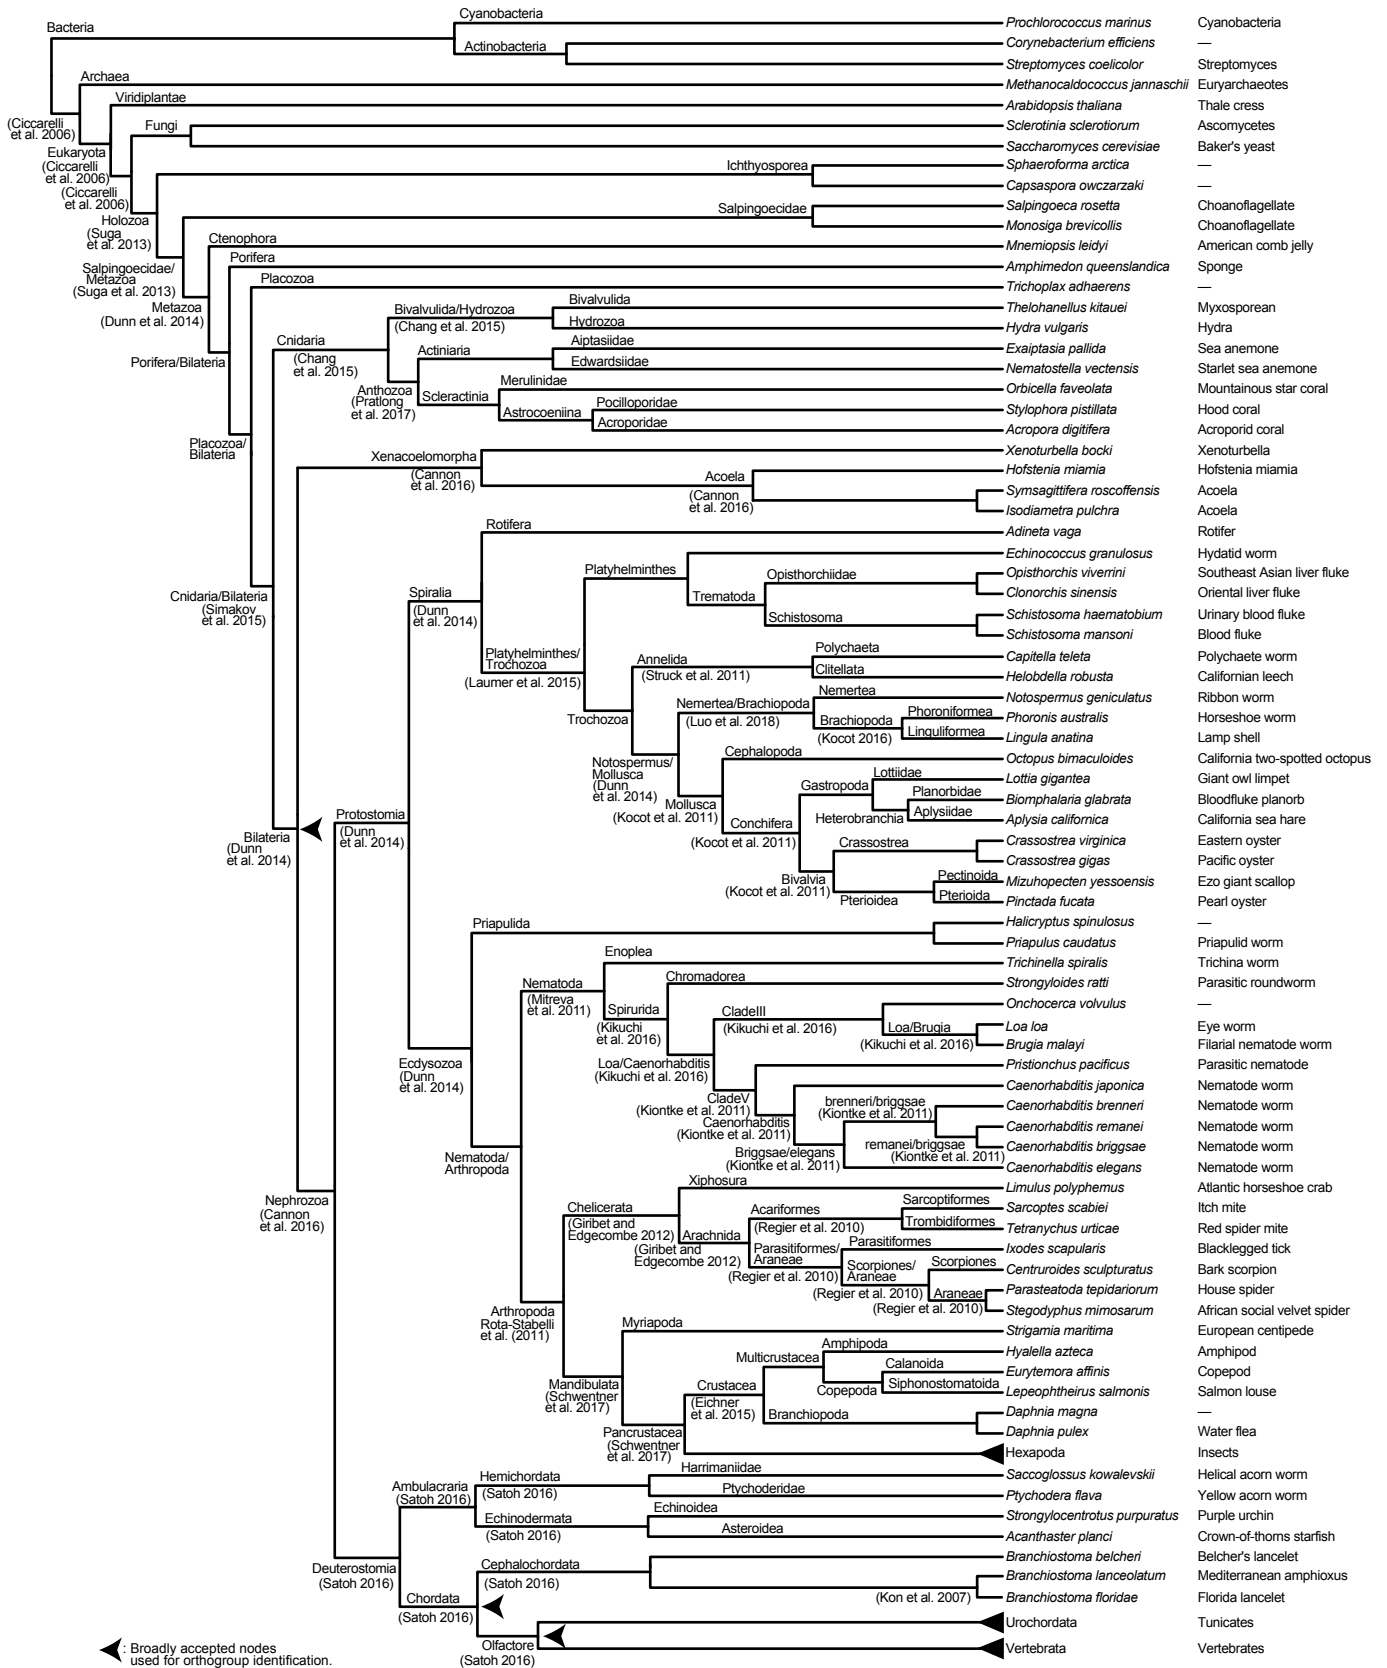 Cyanobacteria
Prochlorococcus marinus Cyanobacteria
Bacteria
Corynebacterium efficiens —
Actinobacteria
Streptomyces coelicolor Streptomyces
Archaea
Methanocaldococcus jannaschii Euryarchaeotes
(Ciccarelli
et al. 2006)
Viridiplantae
Arabidopsis thaliana Thale cress
Eukaryota
(Ciccarelli
et al. 2006)
Fungi
Sclerotinia sclerotiorum Ascomycetes
Saccharomyces cerevisiae Baker's yeast
(Ciccarelli
et al. 2006)
Ichthyosporea
Sphaeroforma arctica —
Capsaspora owczarzaki —
Holozoa
(Suga
et al. 2013)
Salpingoecidae
Salpingoeca rosetta Choanoflagellate
Monosiga brevicollis Choanoflagellate
Salpingoecidae/
Metazoa
(Suga et al. 2013)
Ctenophora
Mnemiopsis leidyi American comb jelly
Metazoa
(Dunn et al. 2014)
Porifera
Amphimedon queenslandica Sponge
Porifera/Bilateria
Placozoa
Trichoplax adhaerens —
Placozoa/
Bilateria
Cnidaria
(Chang
et al. 2015)
Bivalvulida/Hydrozoa
(Chang et al. 2015)
Bivalvulida
Thelohanellus kitauei Myxosporean
Hydrozoa
Hydra vulgaris Hydra
Anthozoa
(Pratlong
et al. 2017)
Actiniaria
Aiptasiidae
Exaiptasia pallida Sea anemone
Edwardsiidae
Nematostella vectensis Starlet sea anemone
Scleractinia
Merulinidae
Orbicella faveolata Mountainous star coral
Astrocoeniina
Pocilloporidae
Stylophora pistillata Hood coral
Acroporidae
Acropora digitifera Acroporid coral
Cnidaria/Bilateria
(Simakov
et al. 2015)
Xenacoelomorpha
(Cannon
et al. 2016)
Xenoturbella bocki Xenoturbella
Acoela
(Cannon
et al. 2016)
Hofstenia miamia Hofstenia miamia
Symsagittifera roscoffensis Acoela
Isodiametra pulchra Acoela
Bilateria
(Dunn
et al. 2014)
Protostomia
(Dunn
et al. 2014)
Spiralia
(Dunn
et al. 2014)
Rotifera
Adineta vaga Rotifer
Platyhelminthes/
Trochozoa
(Laumer et al. 2015)
Platyhelminthes
Echinococcus granulosus Hydatid worm
Trematoda
Opisthorchiidae
Opisthorchis viverrini Southeast Asian liver fluke
Clonorchis sinensis Oriental liver fluke
Schistosoma
Schistosoma haematobium Urinary blood fluke
Schistosoma mansoni Blood fluke
Trochozoa
Annelida
(Struck et al. 2011)
Polychaeta
Capitella teleta Polychaete worm
Clitellata
Helobdella robusta Californian leech
Notospermus/
Mollusca
(Dunn
et al. 2014)
Nemertea/Brachiopoda
(Luo et al. 2018)
Nemertea
Notospermus geniculatus Ribbon worm
Brachiopoda
(Kocot 2016)
Phoroniformea
Phoronis australis Horseshoe worm
Linguliformea
Lingula anatina Lamp shell
Mollusca
(Kocot et al. 2011)
Cephalopoda
Octopus bimaculoides California two-spotted octopus
Conchifera
(Kocot et al. 2011)
Gastropoda
Lottiidae
Lottia gigantea Giant owl limpet
Heterobranchia
Planorbidae
Biomphalaria glabrata Bloodfluke planorb
Aplysiidae
Aplysia californica California sea hare
Bivalvia
(Kocot et al. 2011)
Crassostrea
Crassostrea virginica Eastern oyster
Crassostrea gigas Pacific oyster
Pterioidea
Pectinoida
Mizuhopecten yessoensis Ezo giant scallop
Pterioida
Pinctada fucata Pearl oyster
Ecdysozoa
(Dunn
et al. 2014)
Priapulida
Halicryptus spinulosus —
Priapulus caudatus Priapulid worm
Nematoda/
Arthropoda
Nematoda
(Mitreva
et al. 2011)
Enoplea
Trichinella spiralis Trichina worm
Spirurida
(Kikuchi
et al. 2016)
Chromadorea
Strongyloides ratti Parasitic roundworm
Loa/Caenorhabditis
(Kikuchi et al. 2016)
CladeIII
(Kikuchi et al. 2016)
Onchocerca volvulus —
Loa/Brugia
(Kikuchi et al. 2016)
Loa loa Eye worm
Brugia malayi Filarial nematode worm
CladeV
(Kiontke et al. 2011)
Pristionchus pacificus Parasitic nematode
Caenorhabditis
(Kiontke et al. 2011)
Caenorhabditis japonica Nematode worm
Briggsae/elegans
(Kiontke et al. 2011)
brenneri/briggsae
(Kiontke et al. 2011)
Caenorhabditis brenneri Nematode worm
remanei/briggsae
(Kiontke et al. 2011)
Caenorhabditis remanei Nematode worm
Caenorhabditis briggsae Nematode worm
Caenorhabditis elegans Nematode worm
Arthropoda
Rota-Stabelli
et al. (2011)
Chelicerata
(Giribet and
Edgecombe 2012)
Xiphosura
Limulus polyphemus Atlantic horseshoe crab
Arachnida
(Giribet and
Edgecombe 2012)
Acariformes
(Regier et al. 2010)
Sarcoptiformes
Sarcoptes scabiei Itch mite
Trombidiformes
Tetranychus urticae Red spider mite
Parasitiformes/
Araneae
(Regier et al. 2010)
Parasitiformes
Ixodes scapularis Blacklegged tick
Scorpiones/
Araneae
(Regier et al. 2010)
Scorpiones
Centruroides sculpturatus Bark scorpion
Araneae
(Regier et al. 2010)
Parasteatoda tepidariorum House spider
Stegodyphus mimosarum African social velvet spider
Mandibulata
(Schwentner
et al. 2017)
Myriapoda
Strigamia maritima European centipede
Pancrustacea
(Schwentner
et al. 2017)
Crustacea
(Eichner
et al. 2015)
Multicrustacea
Amphipoda
Hyalella azteca Amphipod
Copepoda
Calanoida
Eurytemora affinis Copepod
Siphonostomatoida
Lepeophtheirus salmonis Salmon louse
Branchiopoda
Daphnia magna —
Daphnia pulex Water flea
Hexapoda Insects
Nephrozoa
(Cannon
et al. 2016)
Deuterostomia
(Satoh 2016)
Ambulacraria
(Satoh 2016)
Hemichordata
(Satoh 2016)
Harrimaniidae
Saccoglossus kowalevskii Helical acorn worm
Ptychoderidae
Ptychodera flava Yellow acorn worm
Echinodermata
(Satoh 2016)
Echinoidea
Strongylocentrotus purpuratus Purple urchin
Asteroidea
Acanthaster planci Crown-of-thorns starfish
Chordata
(Satoh 2016)
Cephalochordata
(Satoh 2016)
Branchiostoma belcheri Belcher's lancelet
(Kon et al. 2007)
Branchiostoma lanceolatum Mediterranean amphioxus
Branchiostoma floridae Florida lancelet
Olfactore
(Satoh 2016)
Urochordata Tunicates
Vertebrata Vertebrates
: Broadly accepted nodes
used for orthogroup identification.